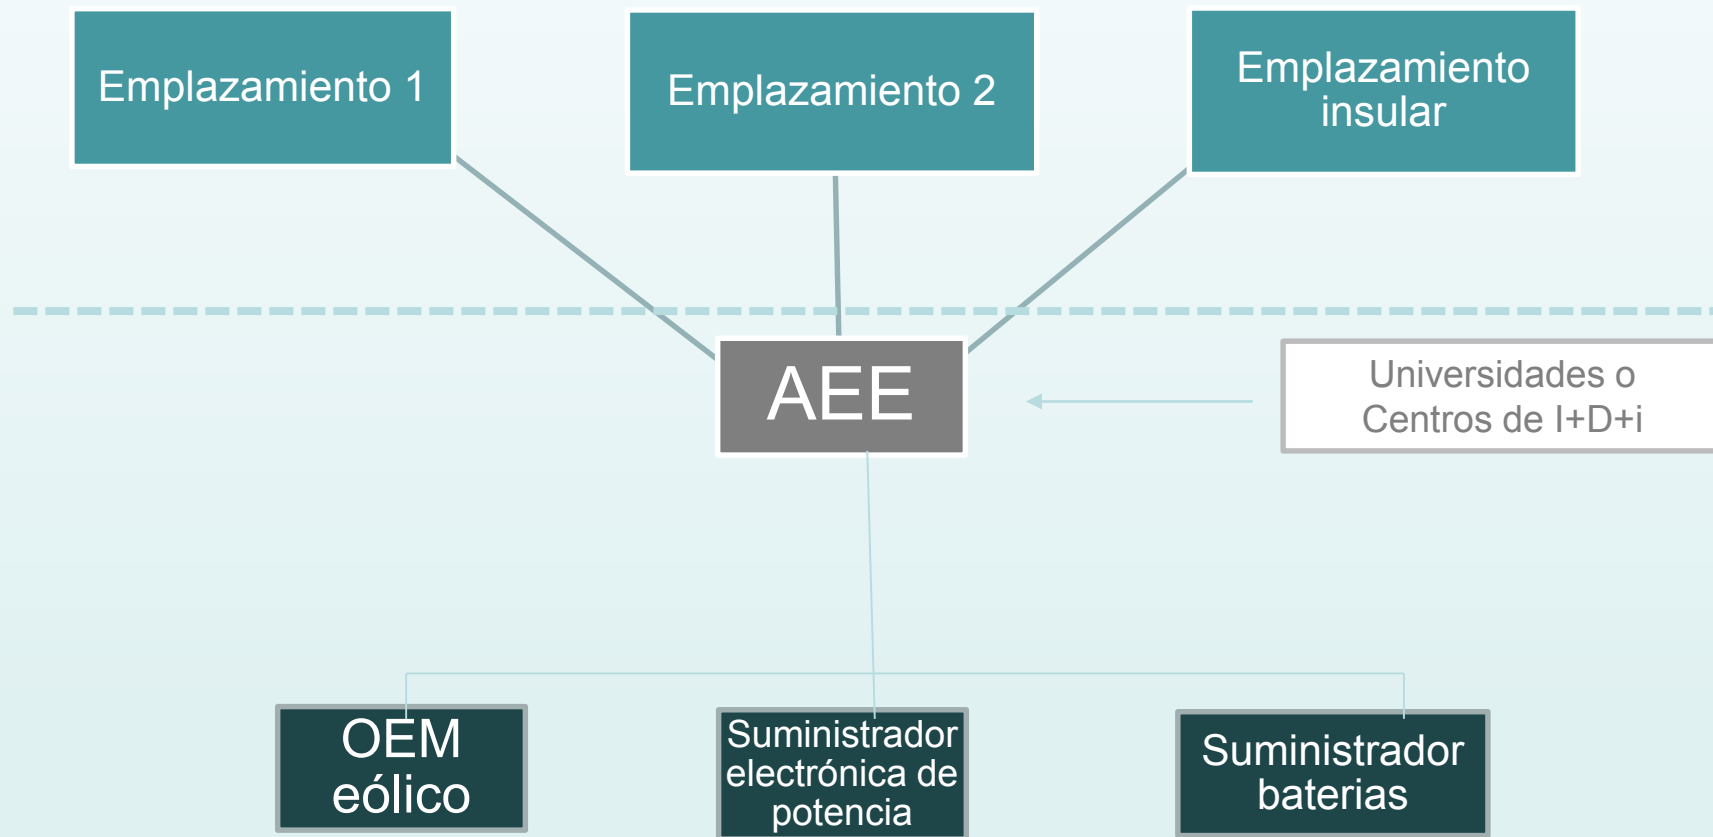 Emplazamiento 1
Emplazamiento 2
Emplazamiento
insular
AEE
Universidades o
Centros de I+D+i
OEM
eólico
Suministrador
electrónica de
potencia
Suministrador
baterias